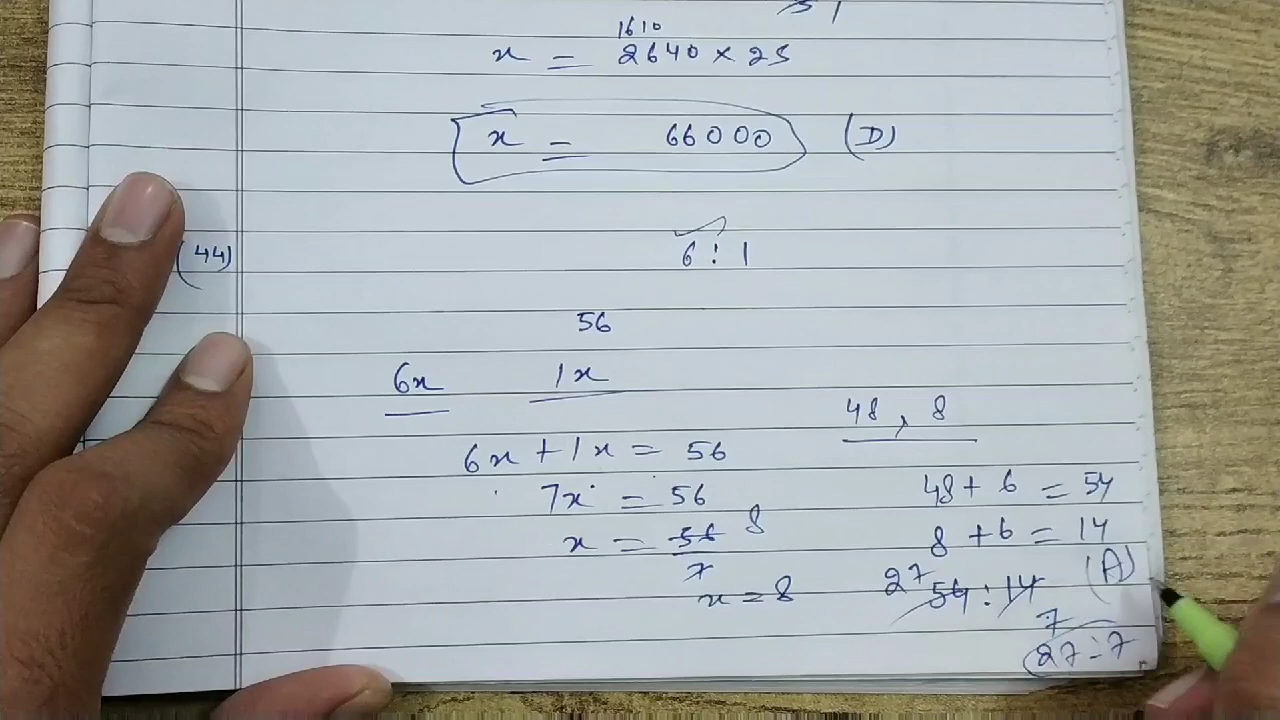 1610
x = 2640 × 25
x = 66000 (D)
(44)
6 : 1
56
6x 1x
48 , 8
6x + 1x = 56
48 + 6 = 54
7x = 56
8 + 6 = 14
x = 56/7 8
(A)
x = 8
27 54 : 14
7
27 : 7